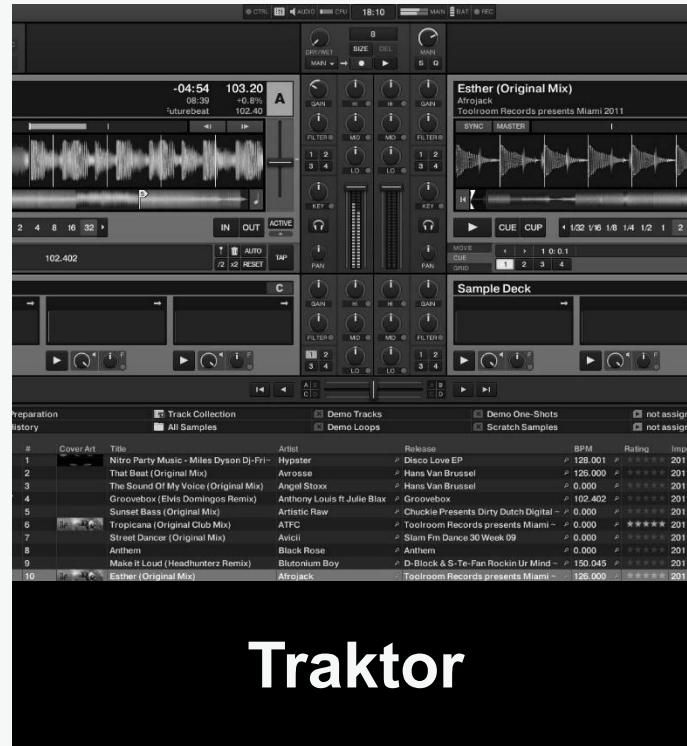 CTRL AUDIO CPU 18:10 MAIN BAT REC
DRY/WET 8 MAIN
SIZE DEL
MAIN S Q
-04:54 103.20 A
08:39 +0.8%
Futurebeat 102.40
GAIN HI HI GAIN
FILTER MID MID FILTER
1 2 LO LO 1 2
3 4 3 4
KEY KEY
PAN PAN
Esther (Original Mix)
Afrojack
Toolroom Records presents Miami 2011
SYNC MASTER
2 4 8 16 32 IN OUT ACTIVE
CUE CUP 1/32 1/16 1/8 1/4 1/2 1 2
102.402 AUTO TAP
/2 x2 RESET
MOVE 1 0: 0.1
CUE 1 2 3 4
GRID
C
GAIN HI HI GAIN
FILTER MID MID FILTER
1 2 LO LO 1 2
3 4 3 4
Sample Deck
F F F
A B
C D
Preparation Track Collection Demo Tracks Demo One-Shots not assign
History All Samples Demo Loops Scratch Samples not assign
# Cover Art Title Artist Release BPM Rating Imp
1 Nitro Party Music - Miles Dyson Dj-Fri~ Hypster Disco Love EP 128.001 201
2 That Beat (Original Mix) Avrosse Hans Van Brussel 126.000 201
3 The Sound Of My Voice (Original Mix) Angel Stoxx Hans Van Brussel 0.000 201
4 Groovebox (Elvis Domingos Remix) Anthony Louis ft Julie Blax Groovebox 102.402 201
5 Sunset Bass (Original Mix) Artistic Raw Chuckie Presents Dirty Dutch Digital ~ 0.000 201
6 Tropicana (Original Club Mix) ATFC Toolroom Records presents Miami ~ 0.000 201
7 Street Dancer (Original Mix) Avicii Slam Fm Dance 30 Week 09 0.000 201
8 Anthem Black Rose Anthem 0.000 201
9 Make it Loud (Headhunterz Remix) Blutonium Boy D-Block & S-Te-Fan Rockin Ur Mind ~ 150.045 201
10 Esther (Original Mix) Afrojack Toolroom Records presents Miami ~ 126.000 201
Traktor